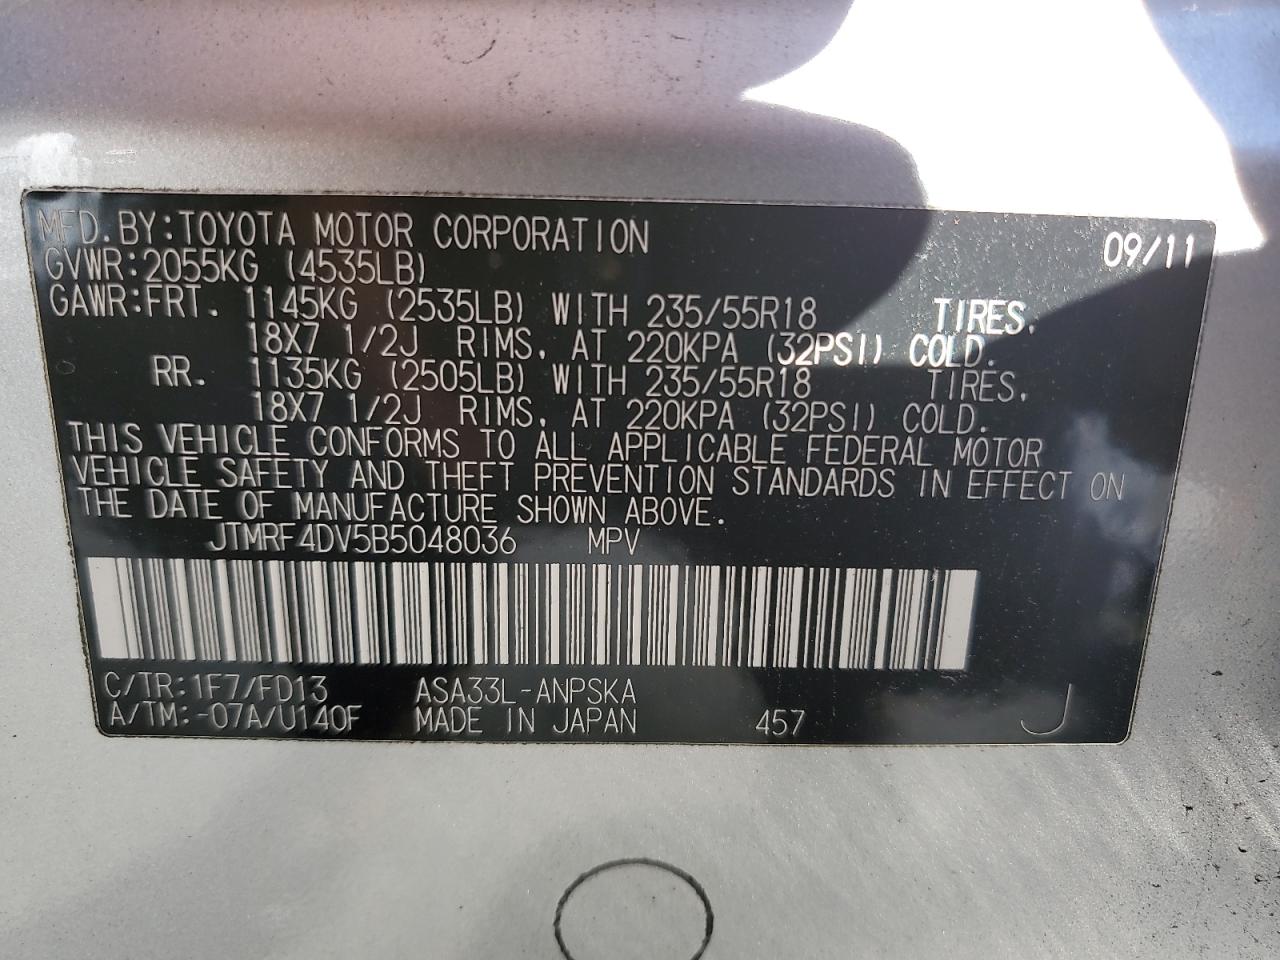 MFD. BY:TOYOTA MOTOR CORPORATION 09/11
GVWR:2055KG (4535LB)
GAWR:FRT. 1145KG (2535LB) WITH 235/55R18 TIRES,
18X7 1/2J RIMS, AT 220KPA (32PSI) COLD.
RR. 1135KG (2505LB) WITH 235/55R18 TIRES,
18X7 1/2J RIMS, AT 220KPA (32PSI) COLD.
THIS VEHICLE CONFORMS TO ALL APPLICABLE FEDERAL MOTOR
VEHICLE SAFETY AND THEFT PREVENTION STANDARDS IN EFFECT ON
THE DATE OF MANUFACTURE SHOWN ABOVE.
JTMRF4DV5B5048036 MPV
C/TR:1F7/FD13 ASA33L-ANPSKA
A/TM:-07A/U140F MADE IN JAPAN 457 J